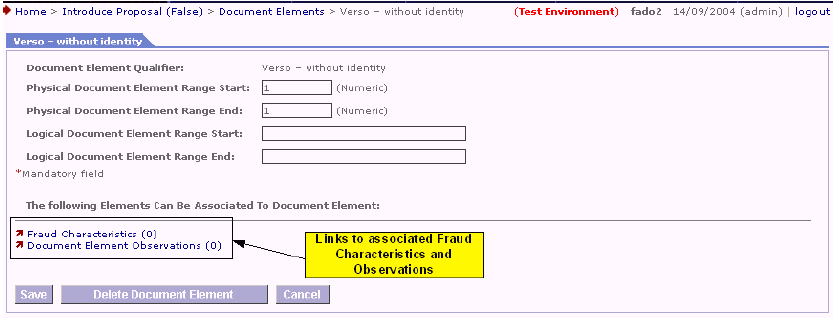 Home > Introduce Proposal (False) > Document Elements > Verso - without identity (Test Environment) fado2 14/09/2004 (admin) | logout
Verso - without identity
Document Element Qualifier: Verso - without identity
Physical Document Element Range Start: 1 (Numeric)
Physical Document Element Range End: 1 (Numeric)
Logical Document Element Range Start:
Logical Document Element Range End:
*Mandatory field
The following Elements Can Be Associated To Document Element:
Fraud Characteristics (0)
Document Element Observations (0)
Links to associated Fraud
Characteristics and
Observations
Save Delete Document Element Cancel